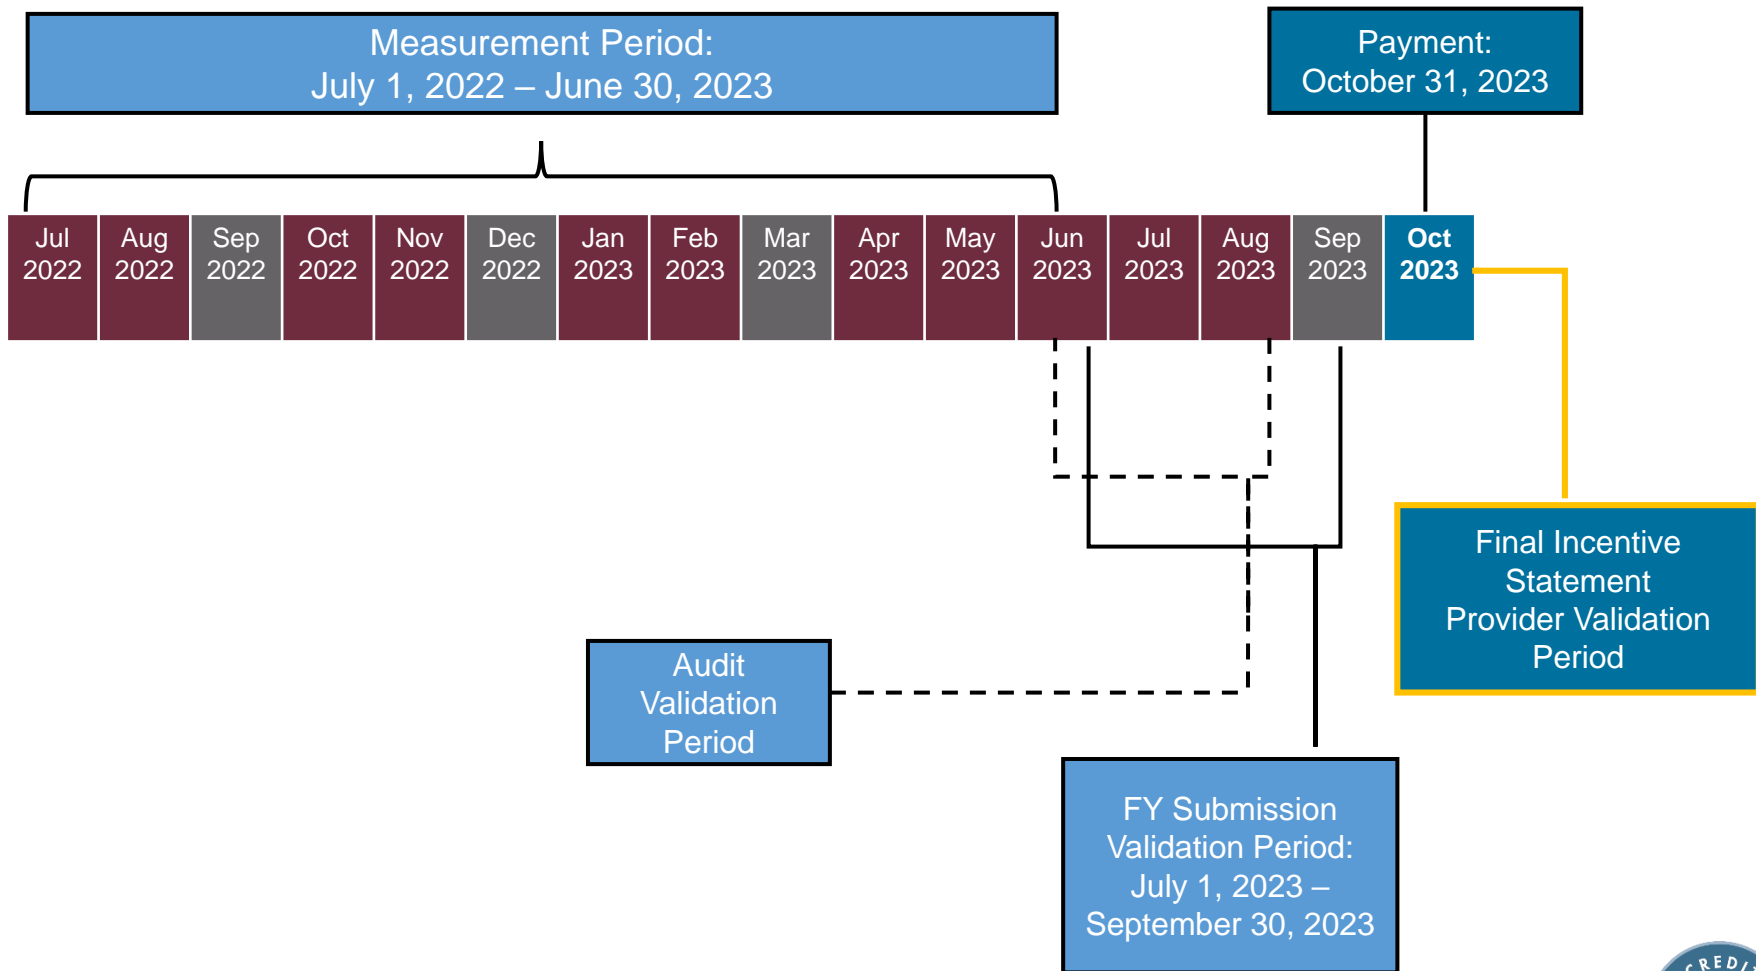 Measurement Period:
July 1, 2022 – June 30, 2023
Payment:
October 31, 2023
Jul
2022
Aug
2022
Sep
2022
Oct
2022
Nov
2022
Dec
2022
Jan
2023
Feb
2023
Mar
2023
Apr
2023
May
2023
Jun
2023
Jul
2023
Aug
2023
Sep
2023
Oct
2023
Final Incentive
Statement
Provider Validation
Period
Audit
Validation
Period
FY Submission
Validation Period:
July 1, 2023 –
September 30, 2023